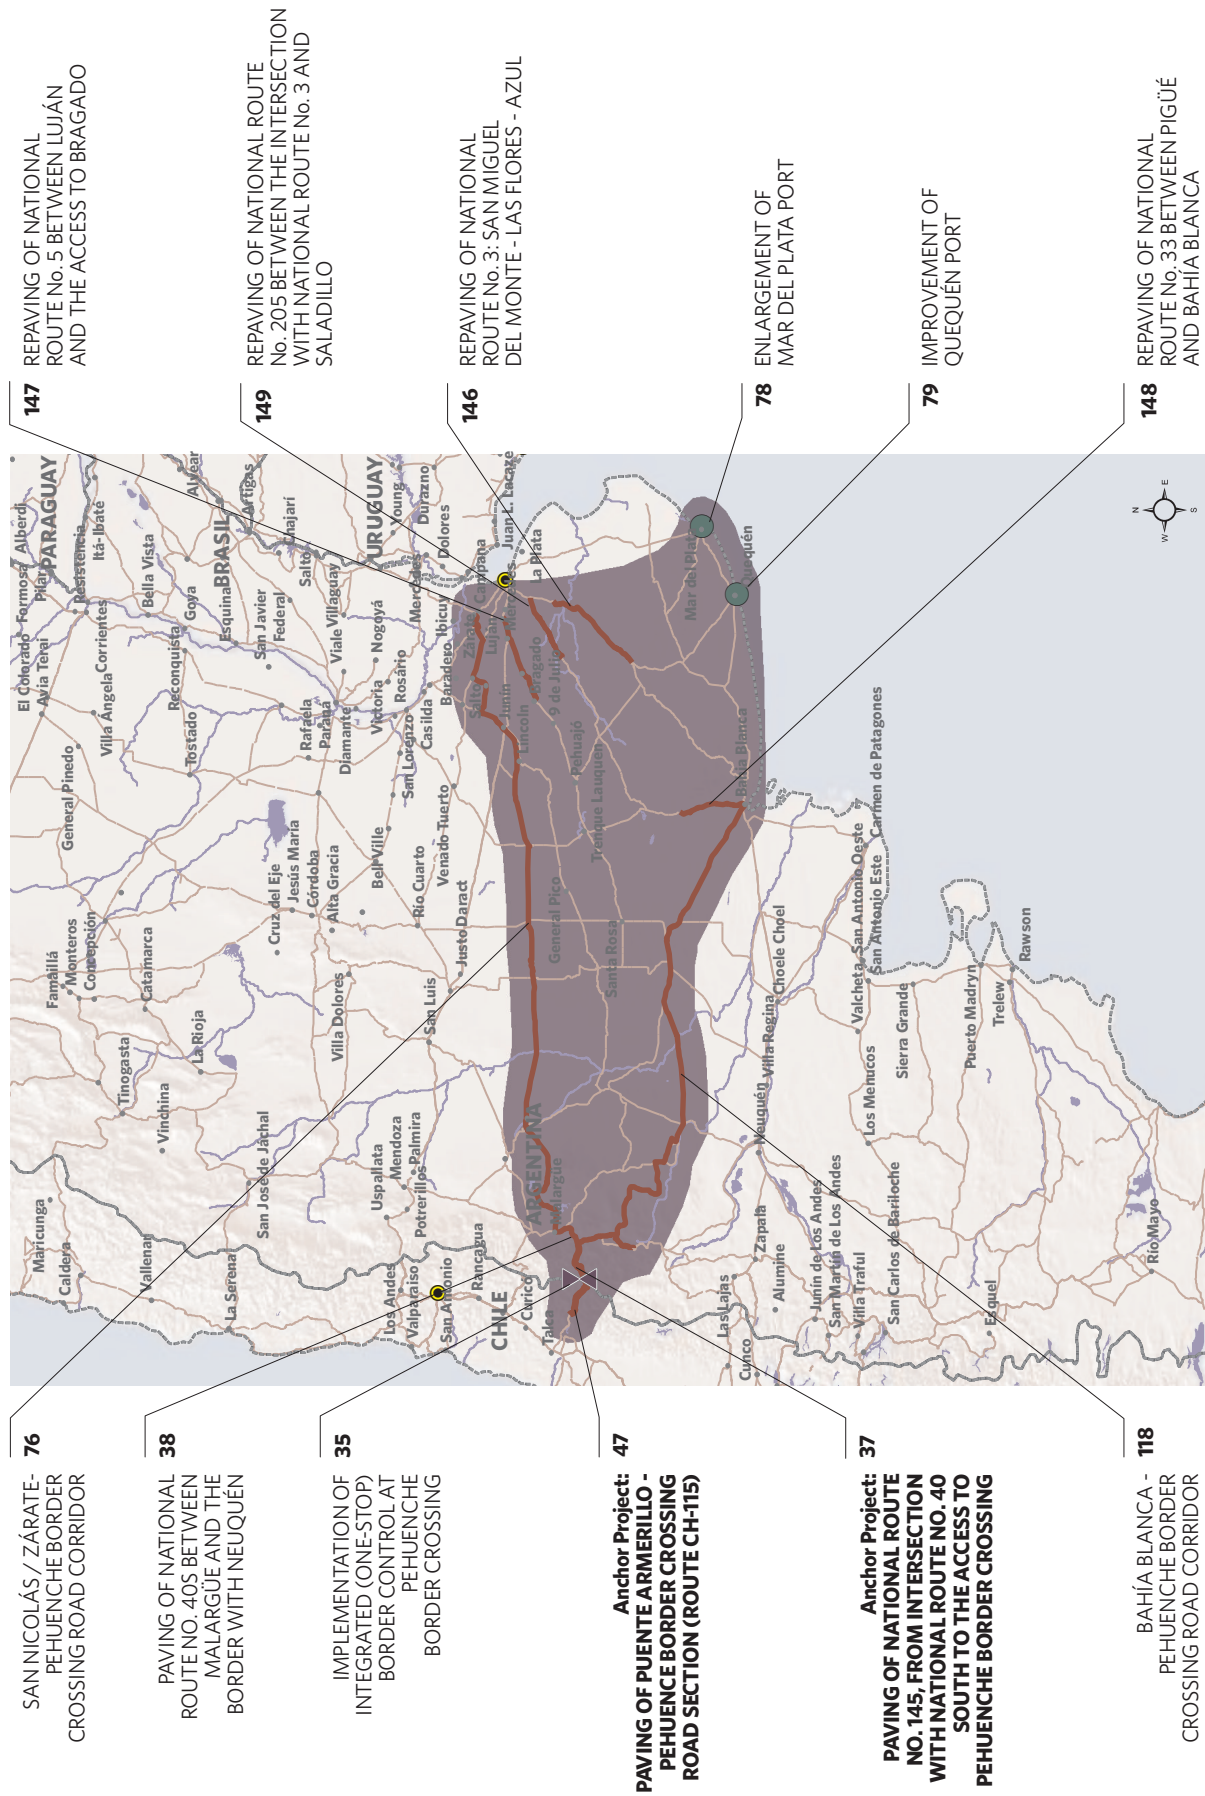 76
SAN NICOLÁS / ZÁRATE-
PEHUENCHE BORDER
CROSSING ROAD CORRIDOR
38
PAVING OF NATIONAL
ROUTE NO. 40S BETWEEN
MALARGÜE AND THE
BORDER WITH NEUQUÉN
35
IMPLEMENTATION OF
INTEGRATED (ONE-STOP)
BORDER CONTROL AT
PEHUENCHE
BORDER CROSSING
47
Anchor Project:
PAVING OF PUENTE ARMERILLO -
PEHUENCE BORDER CROSSING
ROAD SECTION (ROUTE CH-115)
37
Anchor Project:
PAVING OF NATIONAL ROUTE
NO. 145, FROM INTERSECTION
WITH NATIONAL ROUTE NO. 40
SOUTH TO THE ACCESS TO
PEHUENCHE BORDER CROSSING
118
BAHÍA BLANCA -
PEHUENCHE BORDER
CROSSING ROAD CORRIDOR
147
REPAVING OF NATIONAL
ROUTE No. 5 BETWEEN LUJÁN
AND THE ACCESS TO BRAGADO
149
REPAVING OF NATIONAL ROUTE
No. 205 BETWEEN THE INTERSECTION
WITH NATIONAL ROUTE No. 3 AND
SALADILLO
146
REPAVING OF NATIONAL
ROUTE No. 3: SAN MIGUEL
DEL MONTE - LAS FLORES - AZUL
78
ENLARGEMENT OF
MAR DEL PLATA PORT
79
IMPROVEMENT OF
QUEQUÉN PORT
148
REPAVING OF NATIONAL
ROUTE No. 33 BETWEEN PIGÜÉ
AND BAHÍA BLANCA
Maricunga
Caldera
Vallenar
La Serena
Tinogasta
Vinchina
La Rioja
San José de Jáchal
Famaillá
Monteros
Concepción
Catamarca
General Pinedo
El Colorado
Avia Terai
Villa Ángela
Formosa
Alberdi
Pilar
PARAGUAY
Resistencia
Corrientes
Itá-Ibaté
Bella Vista
Reconquista
Goya
Tostado
Esquina
BRASIL
Alvear
Artigas
San Javier
Federal
Chajarí
Salto
Rafaela
Paraná
Diamante
Viale
Villaguay
Nogoyá
Victoria
Rosário
San Lorenzo
Casilda
URUGUAY
Young
Mercedes
Durazno
Dolores
Ibicuy
Baradero
Cruz del Eje
Jesús María
Córdoba
Alta Gracia
Villa Dolores
Bell Ville
Río Cuarto
Venado Tuerto
Justo Daract
San Luis
Uspallata
Mendoza
Potrerillos
Palmira
Los Andes
Valparaíso
San Antonio
Rancagua
CHILE
Curicó
Talca
ARGENTINA
Malargüe
Zárate
Campana
Luján
Mercedes
Juan L. Lacaze
La Plata
Salto
Junín
Lincoln
Bragado
9 de Julio
Pehuajó
Trenque Lauquen
General Pico
Santa Rosa
Mar del Plata
Quequén
Bahía Blanca
Las Lajas
Cunco
Zapala
Alumine
Neuquén
Villa Regina
Choele Choel
Junín de Los Andes
San Martín de Los Andes
Villa Traful
San Carlos de Bariloche
Los Menucos
Valcheta
San Antonio Oeste
San Antonio Este
Carmen de Patagones
Sierra Grande
Puerto Madryn
Trelew
Rawson
Esquel
Río Mayo
N
W
E
S